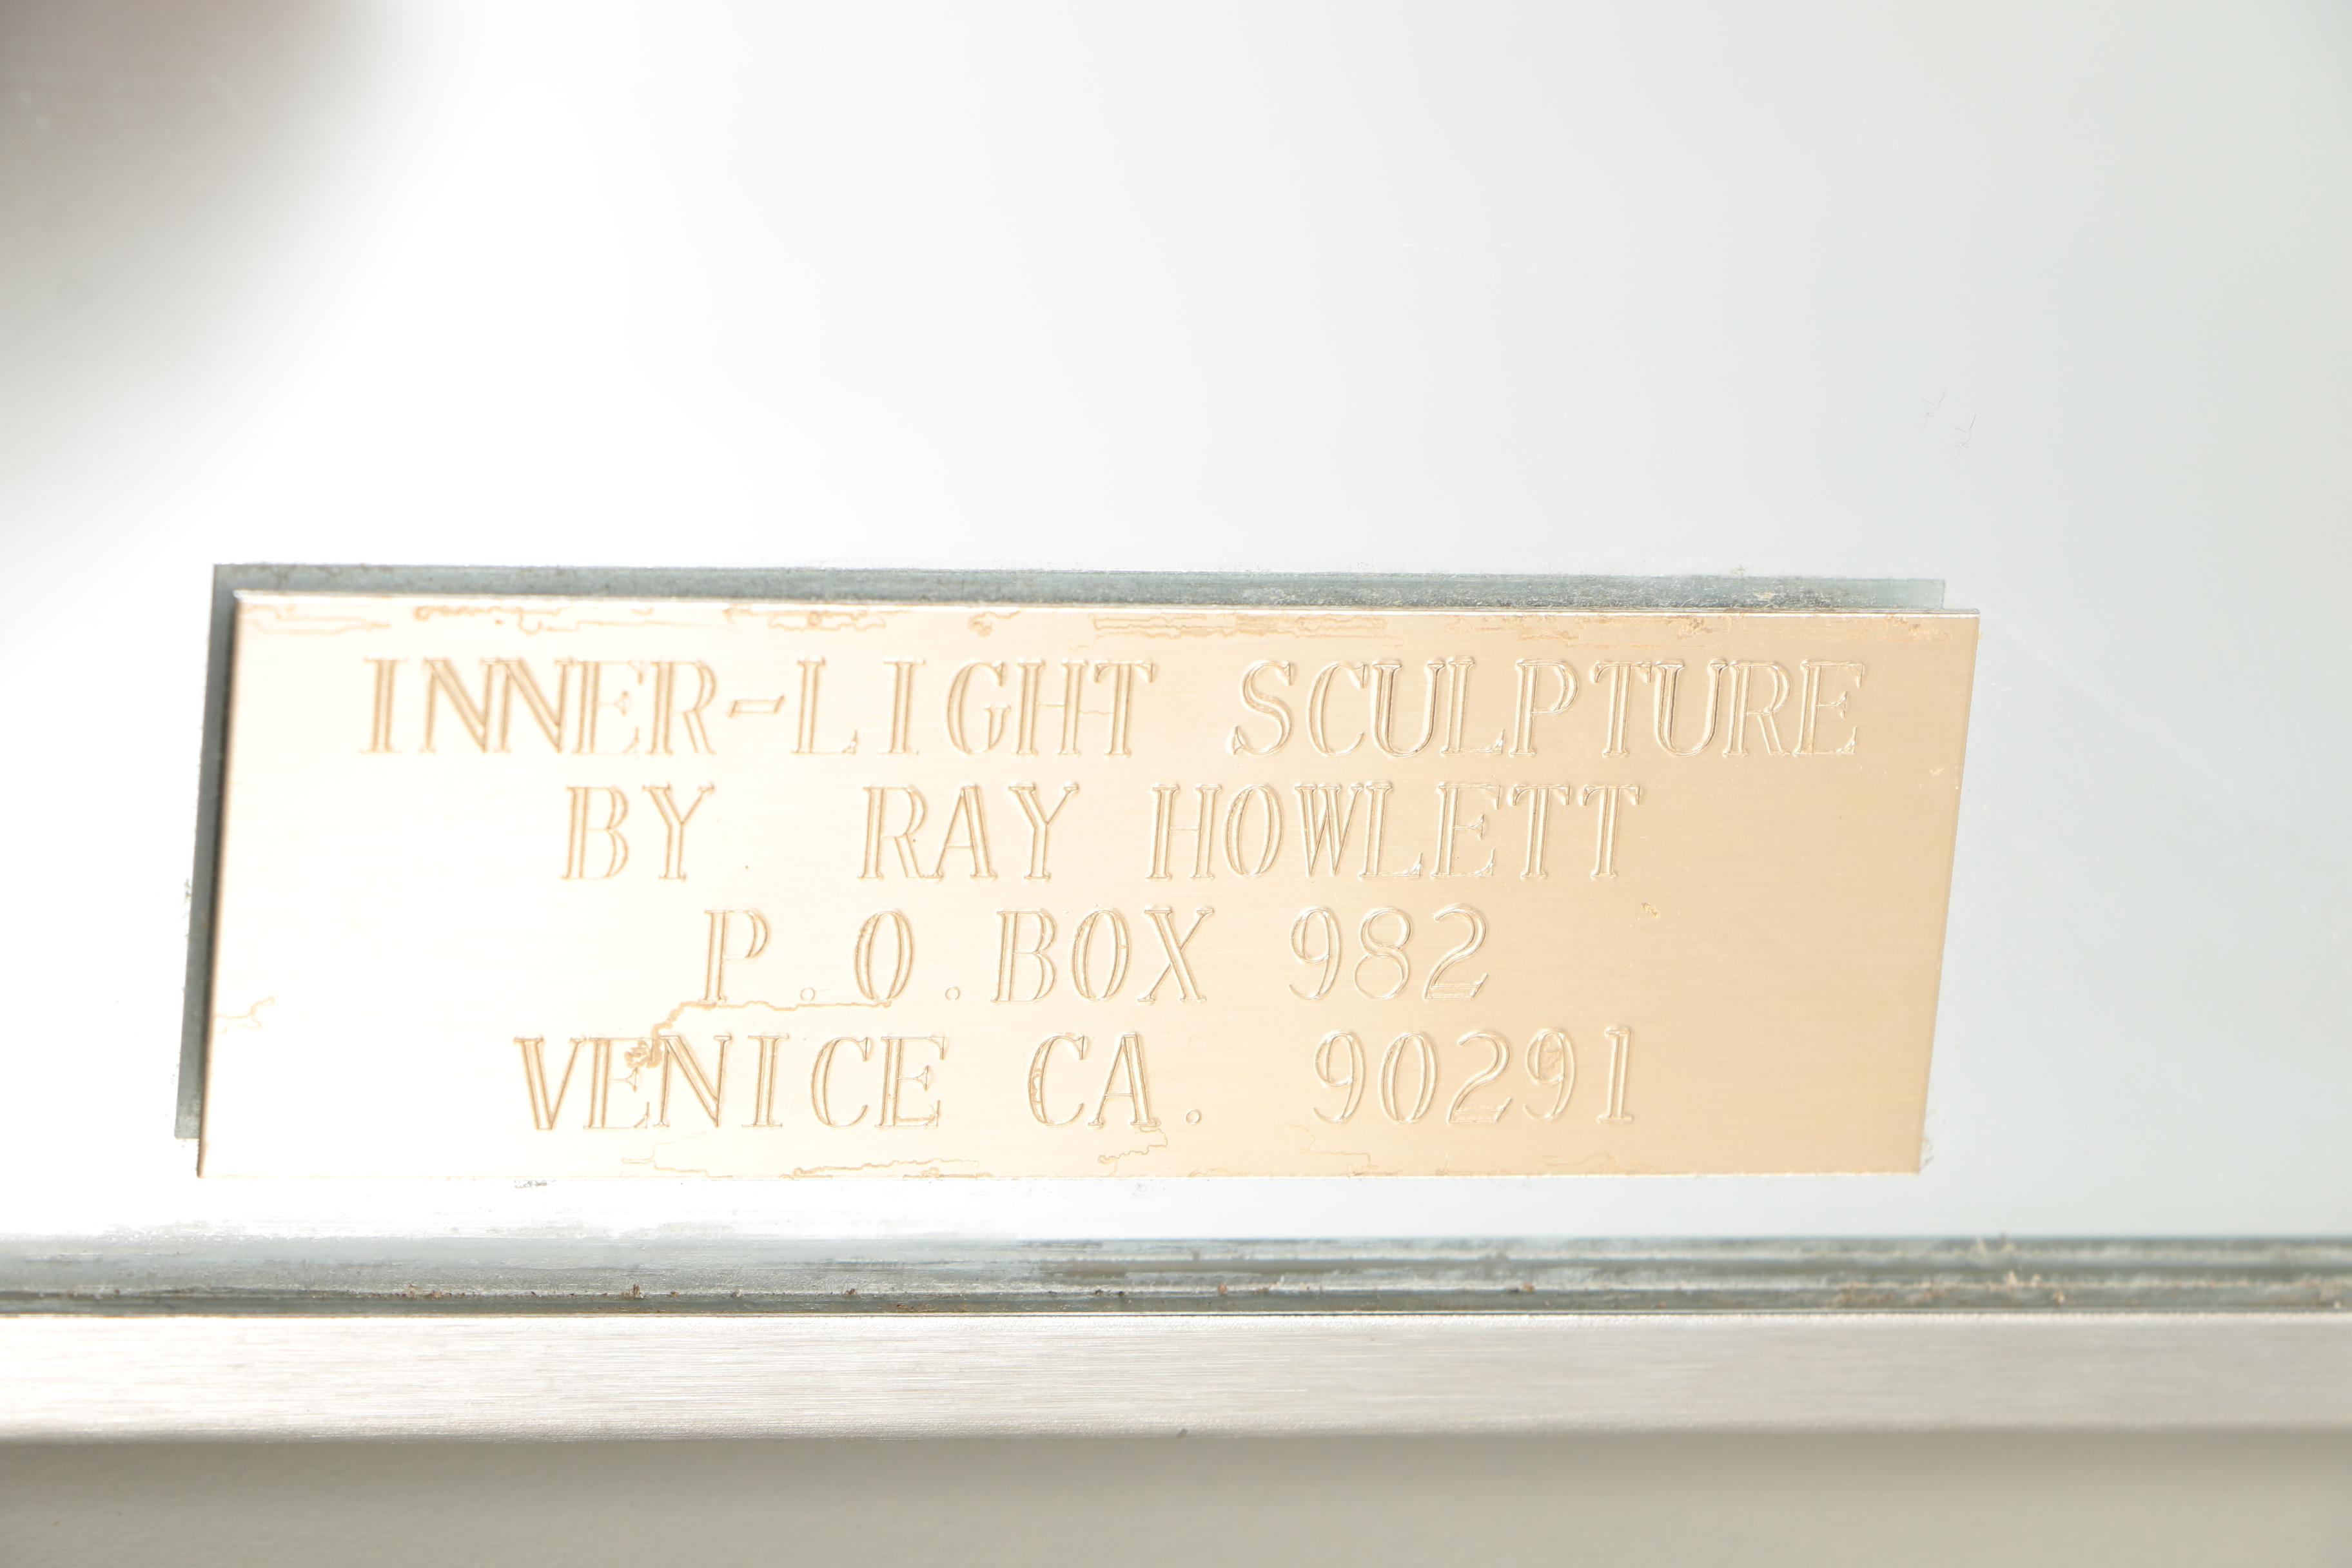 INNER-LIGHT SCULPTURE
BY RAY HOWLETT
P.O.BOX 982
VENICE CA. 90291